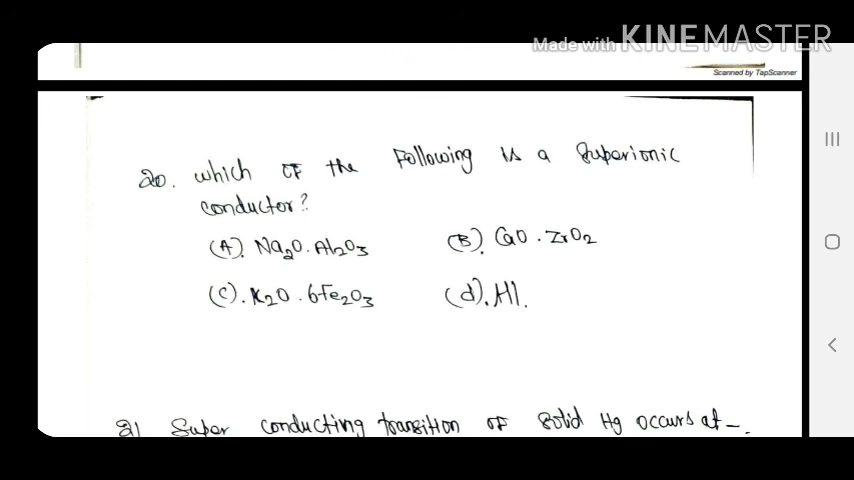 Made with KINEMASTER
Scanned by TapScanner
20. which OF the Following is a Superionic
conductor?
(A). Na2O.Al2O3 (B). CaO.ZrO2
(C). K2O.6Fe2O3 (d). Al.
21 Super conducting transition OF Solid Hg occurs at -.